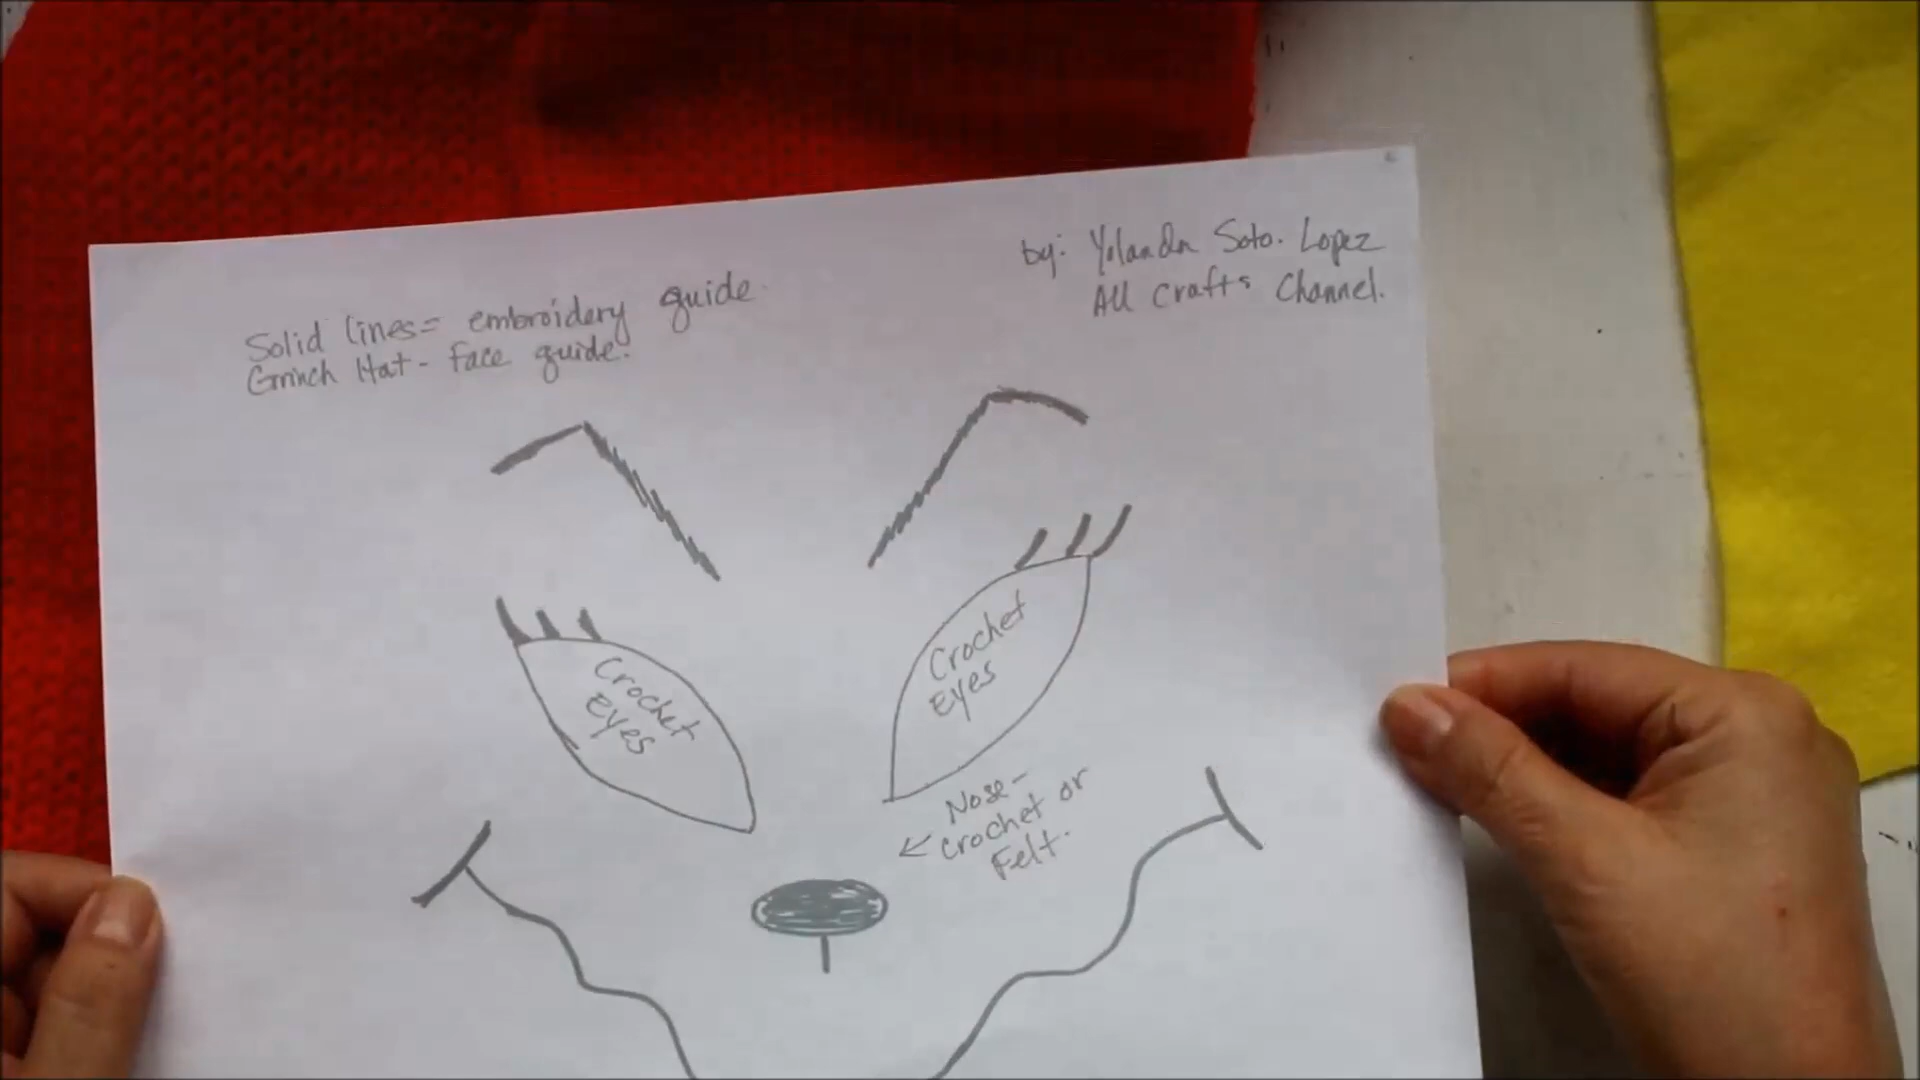 Solid lines= embroidery guide.
Grinch Hat- face guide.
by: Yolanda Soto. Lopez
All Crafts Channel.
Crochet
Eyes
Crochet
Eyes
Nose-
← crochet or
Felt.